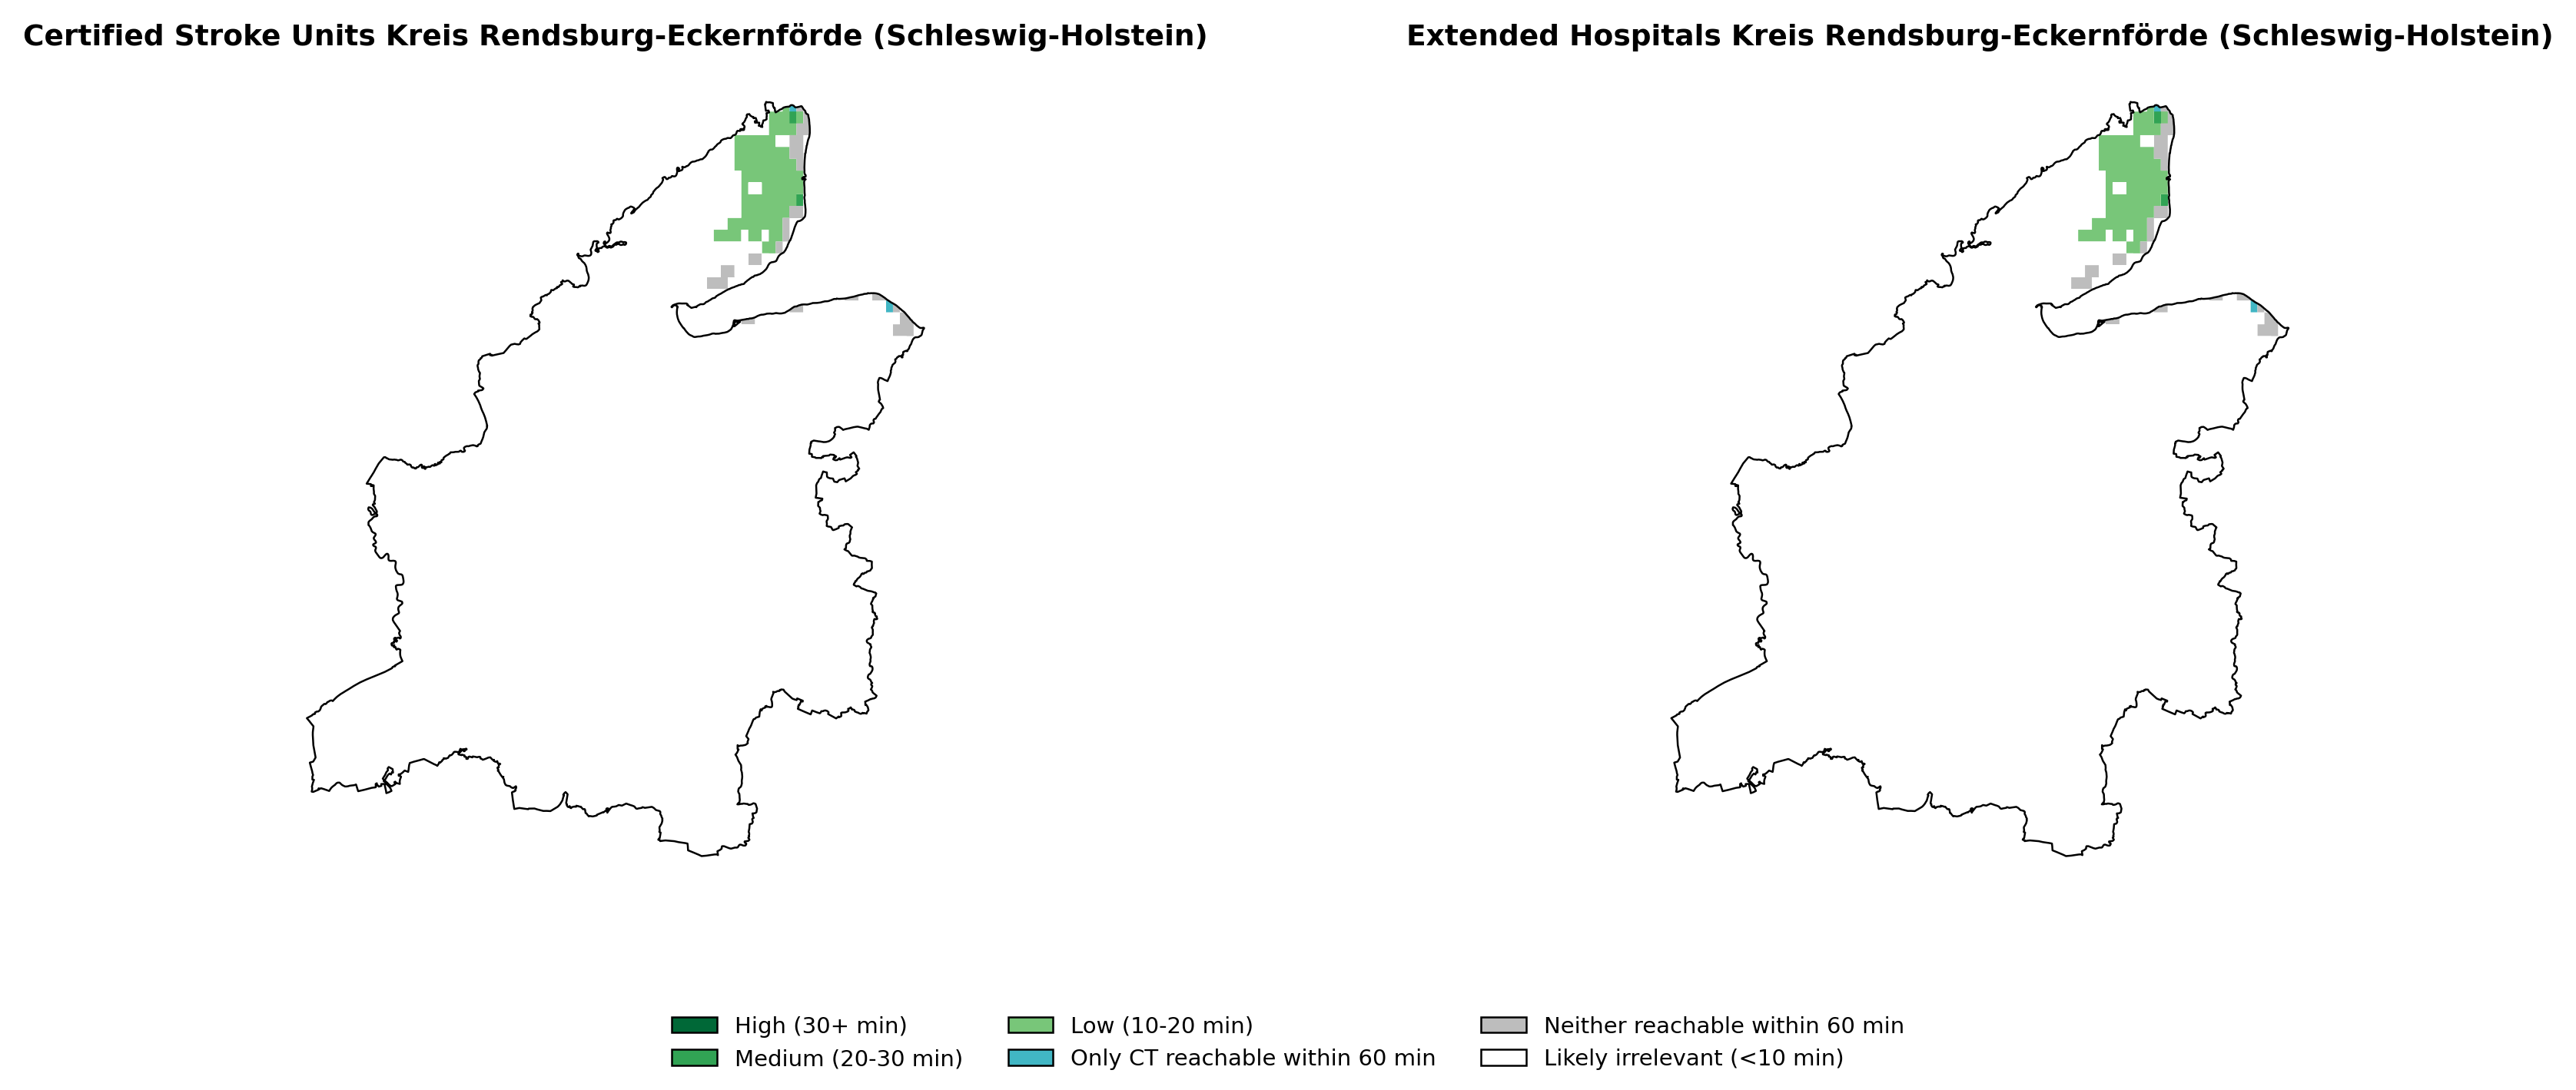 Certified Stroke Units Kreis Rendsburg-Eckernförde (Schleswig-Holstein)
Extended Hospitals Kreis Rendsburg-Eckernförde (Schleswig-Holstein)
High (30+ min)
Medium (20-30 min)
Low (10-20 min)
Only CT reachable within 60 min
Neither reachable within 60 min
Likely irrelevant (<10 min)